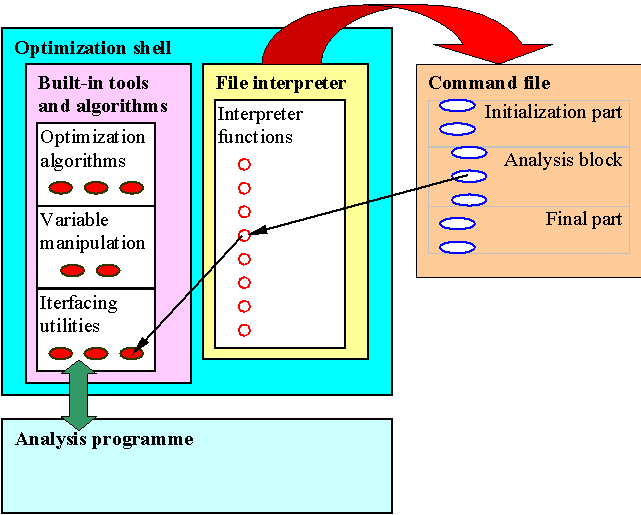 Optimization shell
Built-in tools
and algorithms
Optimization
algorithms
Variable
manipulation
Iterfacing
utilities
File interpreter
Interpreter
functions
Command file
Initialization part
Analysis block
Final part
Analysis programme